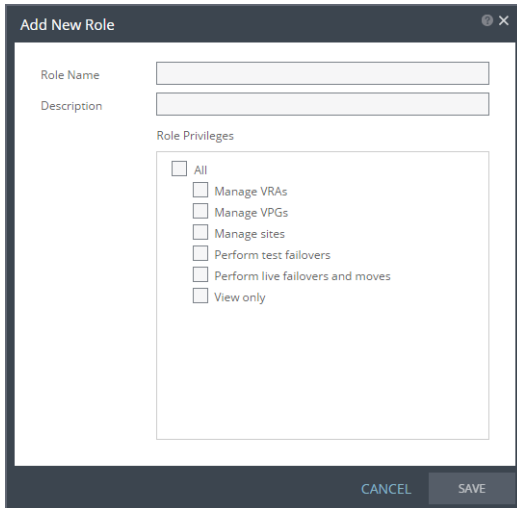 Add New Role
Role Name
Description
Role Privileges
All
Manage VRAs
Manage VPGs
Manage sites
Perform test failovers
Perform live failovers and moves
View only
CANCEL SAVE